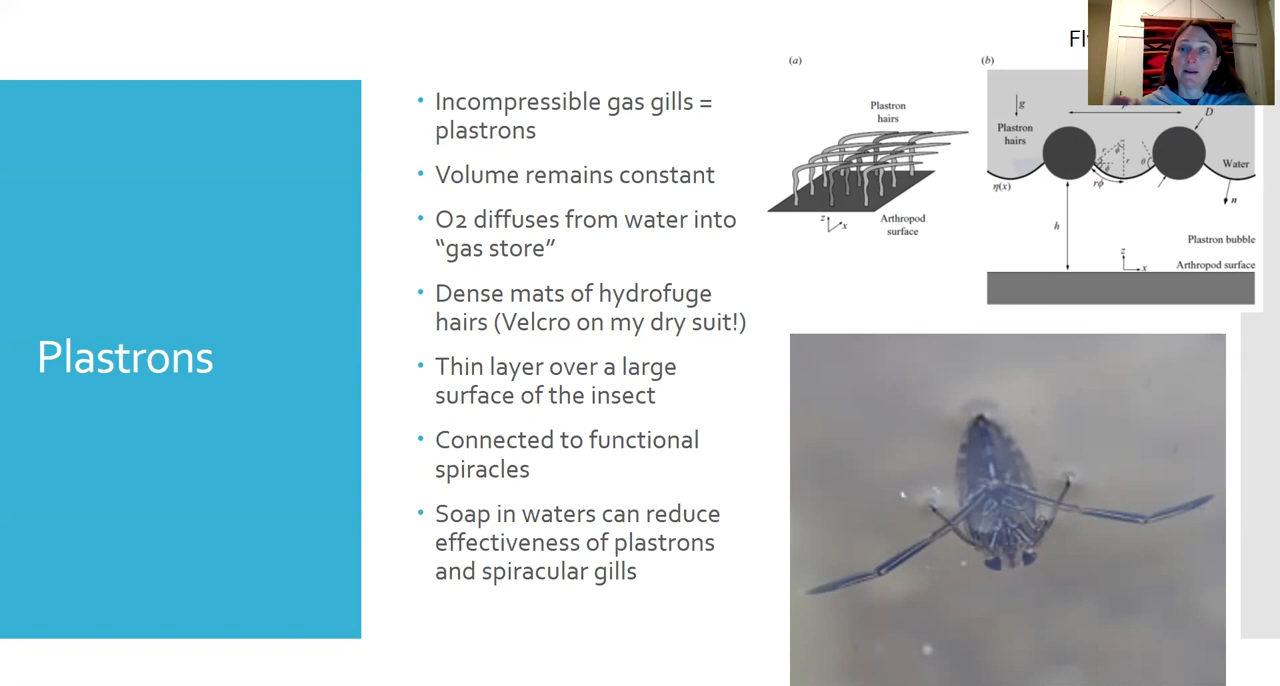 Plastrons
• Incompressible gas gills =
plastrons
• Volume remains constant
• O2 diffuses from water into
“gas store”
• Dense mats of hydrofuge
hairs (Velcro on my dry suit!)
• Thin layer over a large
surface of the insect
• Connected to functional
spiracles
• Soap in waters can reduce
effectiveness of plastrons
and spiracular gills
(a)
Plastron
hairs
Arthropod
surface
z
x
(b)
g
D
Plastron
hairs
Water
r
ϕ
r
θ
rϕ
η(x)
n
h
Plastron bubble
z
x
Arthropod surface